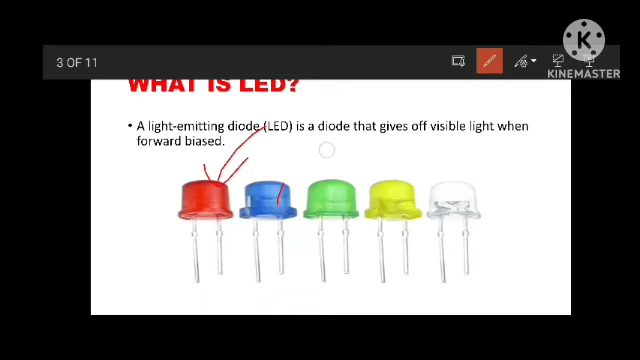 3 OF 11
KINEMASTER
WHAT IS LED?
• A light-emitting diode (LED) is a diode that gives off visible light when
forward biased.